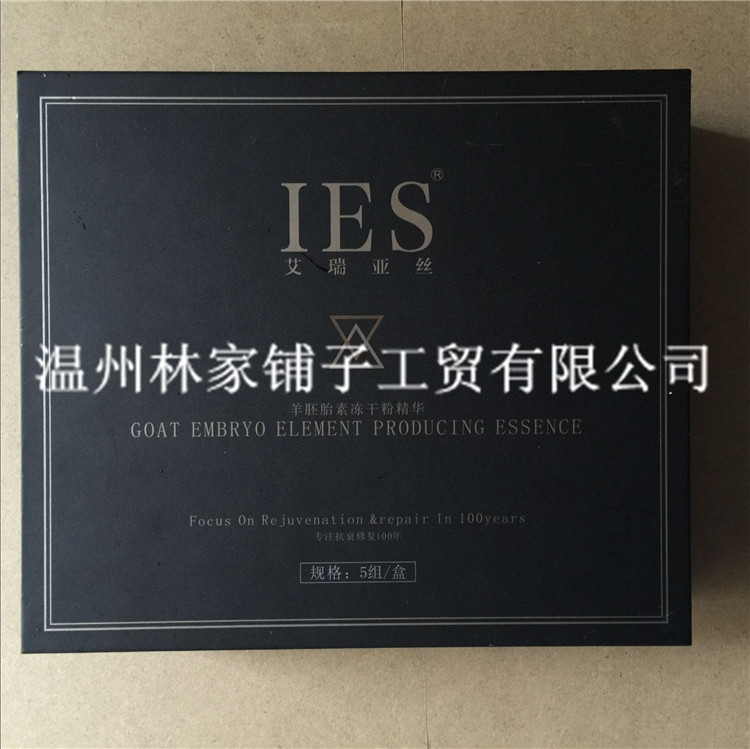 IES®
艾瑞亚丝
温州林家铺子工贸有限公司
羊胚胎素冻干粉精华
GOAT EMBRYO ELEMENT PRODUCING ESSENCE
Focus On Rejuvenation &repair In 100years
专注抗衰修复100年
规格：5组/盒